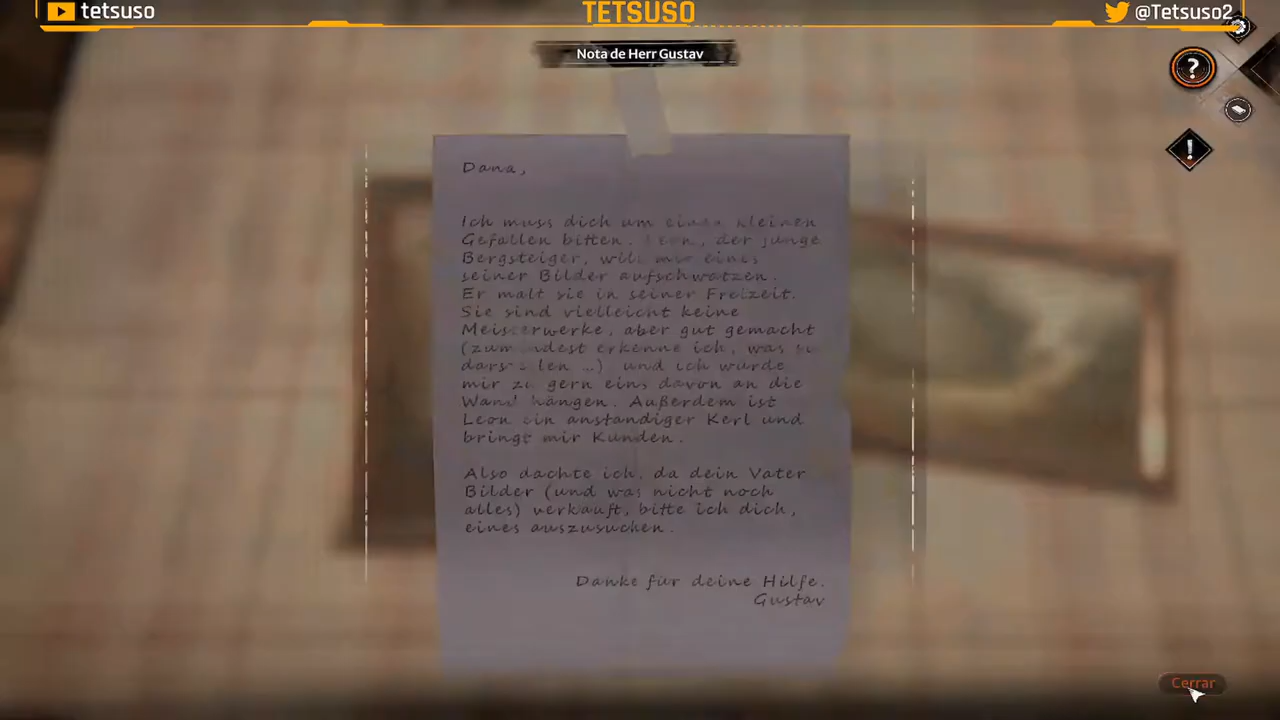 tetsuso
TETSUSO
@Tetsuso2
Nota de Herr Gustav
?
!
Dana,
Ich muss dich um einen kleinen
Gefallen bitten. Leon, der junge
Bergsteiger, will mir eines
seiner Bilder aufschwatzen.
Er malt sie in seiner Freizeit.
Sie sind vielleicht keine
Meisterwerke, aber gut gemacht
(zumindest erkenne ich, was sie
darstellen ...) und ich würde
mir zu gern eins davon an die
Wand hängen. Außerdem ist
Leon ein anständiger Kerl und
bringt mir Kunden.
Also dachte ich, da dein Vater
Bilder (und was nicht noch
alles) verkauft, bitte ich dich,
eines auszusuchen.
Danke für deine Hilfe.
Gustav
Cerrar